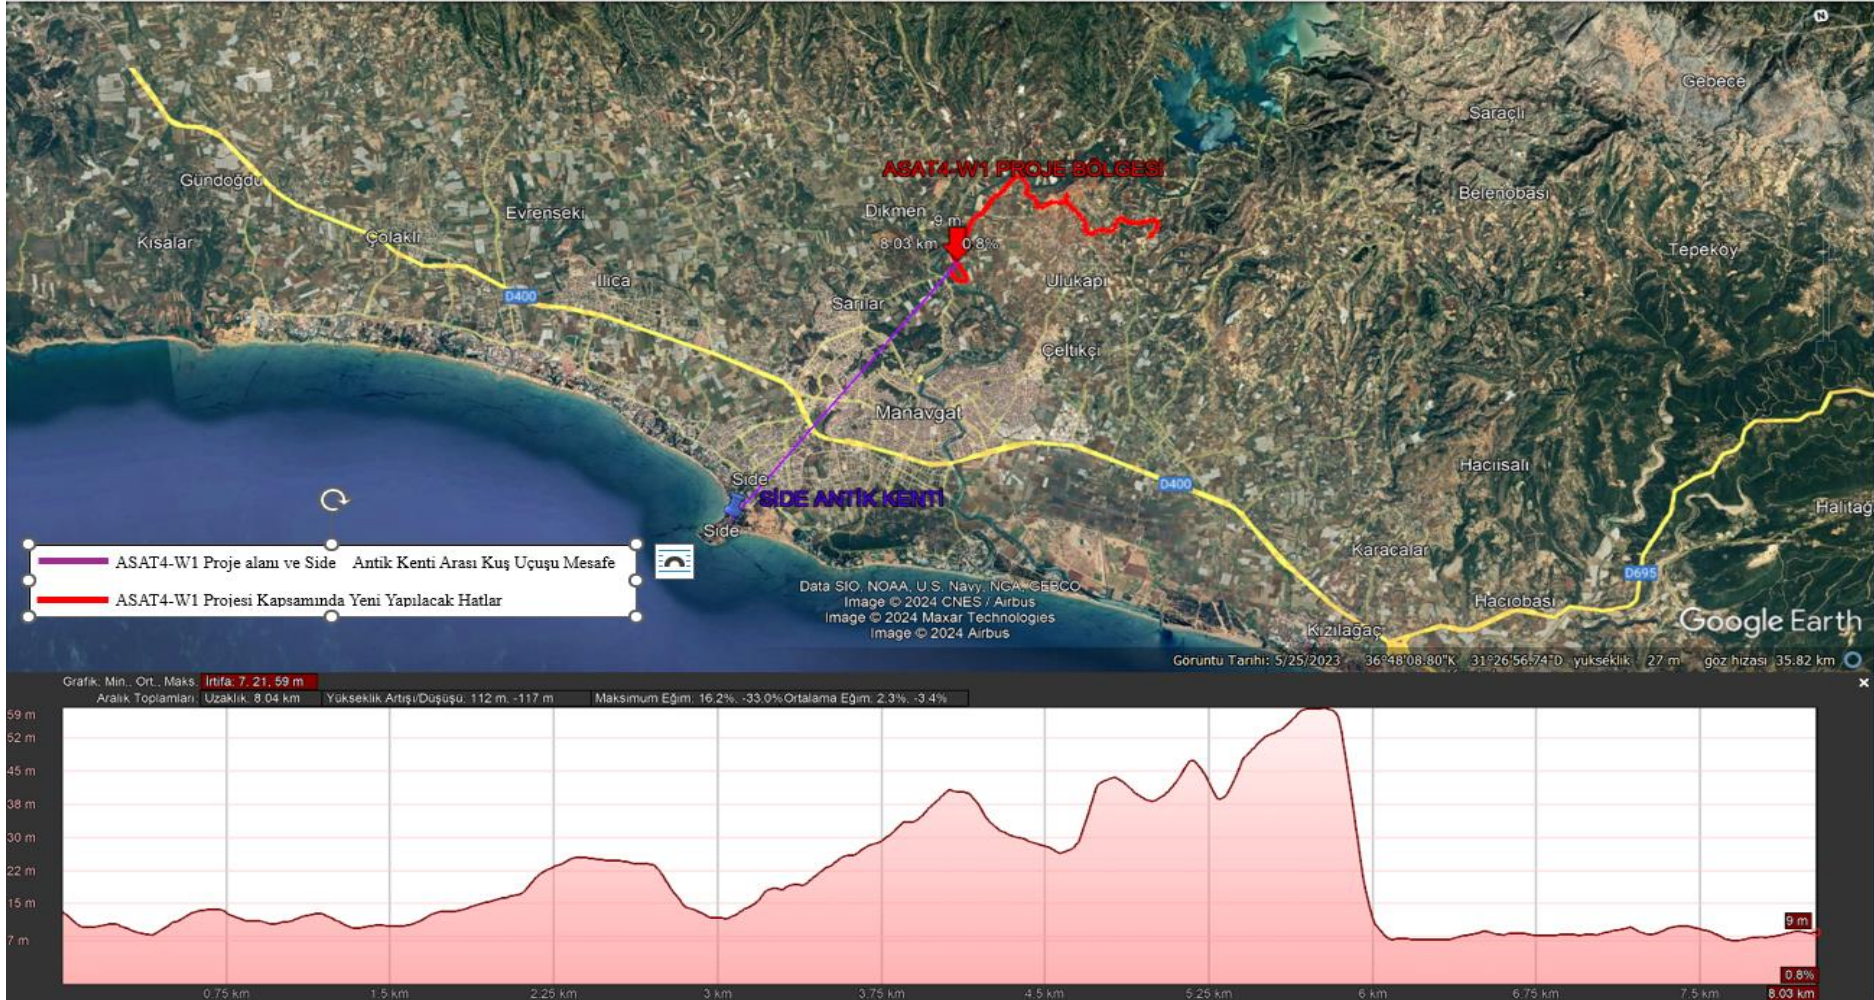 N
Gebece
Saraçlı
ASAT4-W1 PROJE BÖLGESİ
Gündoğdu
Belenobası
Evrenseki
Dikmen
9 m
Kısalar
Çolaklı
8.03 km
0.8%
Tepeköy
D400
Ilıca
Ulukapı
Sarılar
Çeltikçi
Manavgat
Side
Hacıisalı
D400
SİDE ANTİK KENTİ
Side
Halitağ
Karacalar
ASAT4-W1 Proje alanı ve Side Antik Kenti Arası Kuş Uçuşu Mesafe
ASAT4-W1 Projesi Kapsamında Yeni Yapılacak Hatlar
D695
Hacıobası
Kızılağaç
Data SIO, NOAA, U.S. Navy, NGA, GEBCO
Image © 2024 CNES / Airbus
Image © 2024 Maxar Technologies
Image © 2024 Airbus
Google Earth
Görüntü Tarihi: 5/25/2023 36°48'08.80"K 31°26'56.74"D yükseklik 27 m göz hizası 35.82 km
Grafik: Min., Ort., Maks. İrtifa: 7, 21, 59 m
Aralık Toplamları: Uzaklık: 8.04 km Yükseklik Artışı/Düşüşü: 112 m, -117 m Maksimum Eğim: 16.2%, -33.0% Ortalama Eğim: 2.3%, -3.4%
59 m
52 m
45 m
38 m
30 m
22 m
15 m
7 m
9 m
0.8%
0.75 km 1.5 km 2.25 km 3 km 3.75 km 4.5 km 5.25 km 6 km 6.75 km 7.5 km 8.03 km